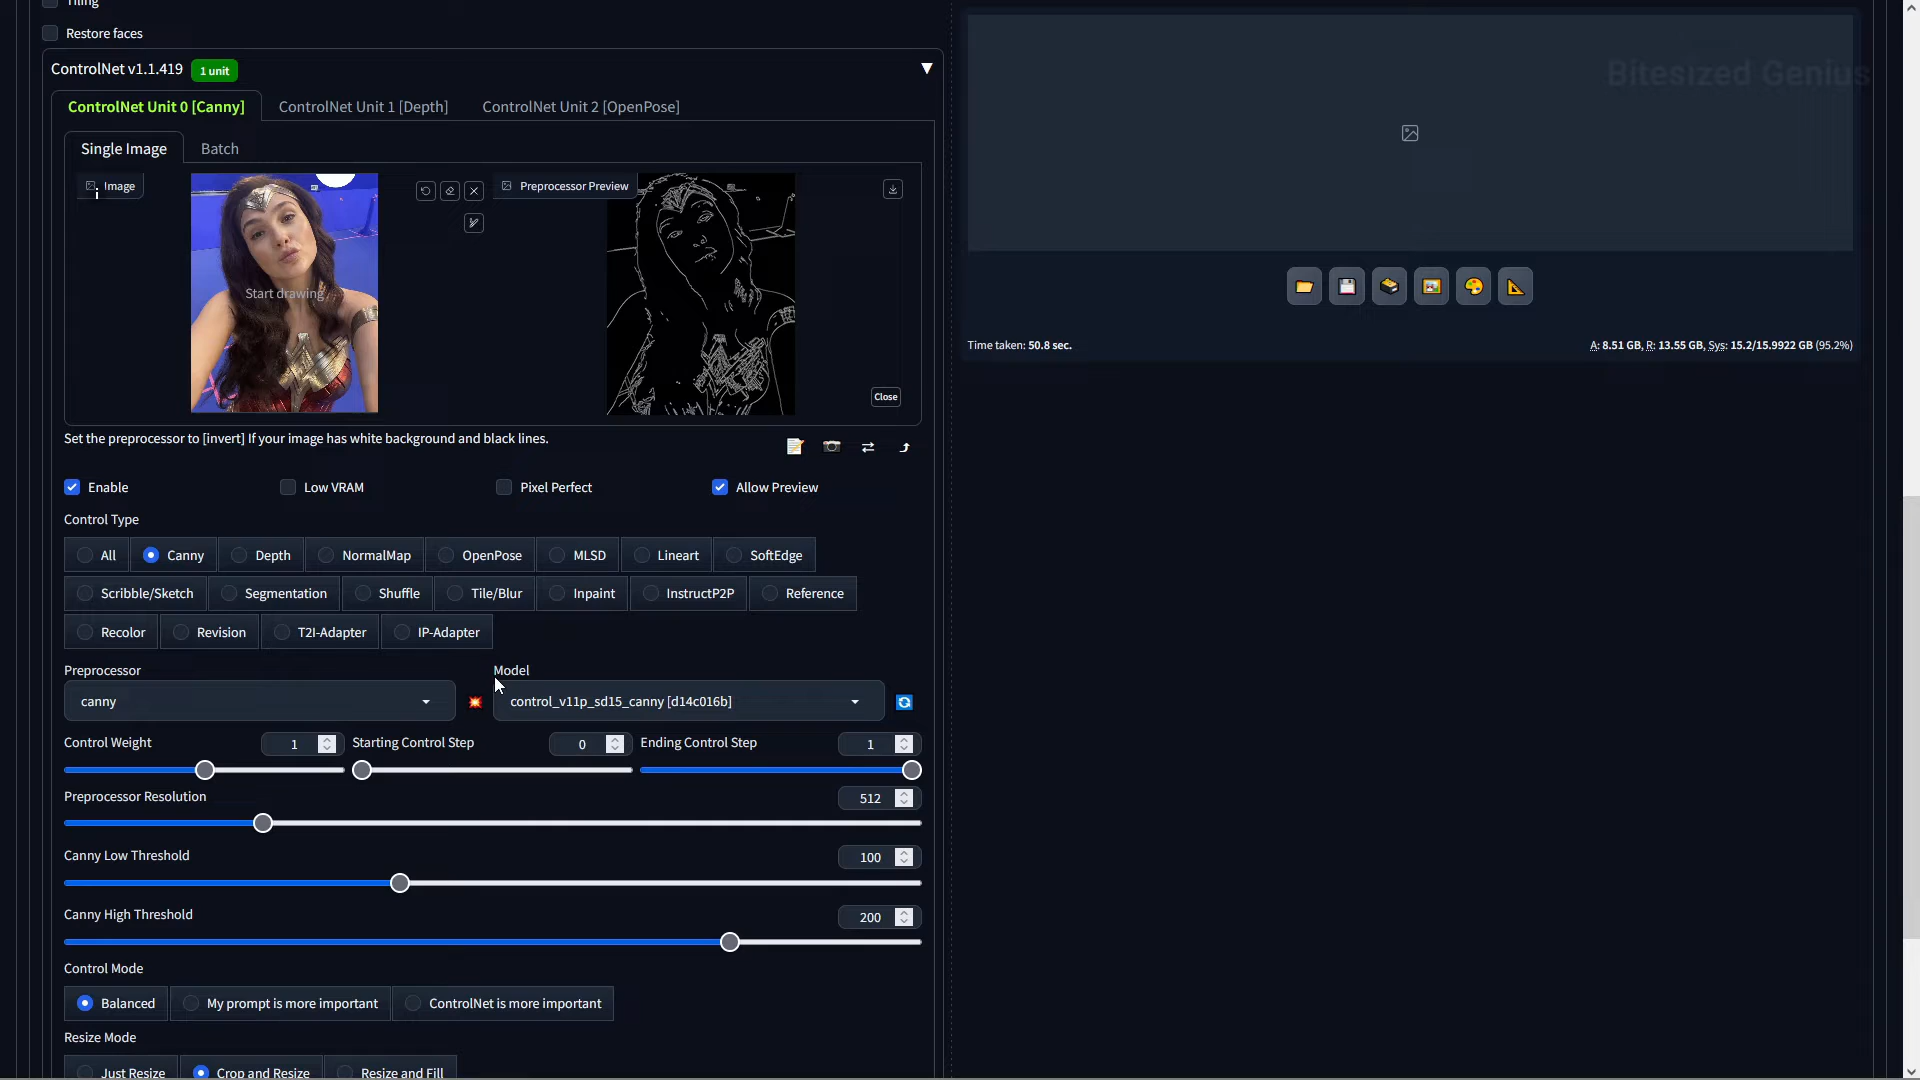 Tiling
Restore faces
ControlNet v1.1.419 1 unit
ControlNet Unit 0 [Canny] ControlNet Unit 1 [Depth] ControlNet Unit 2 [OpenPose]
Single Image Batch
Image Preprocessor Preview
Start drawing
Close
Set the preprocessor to [invert] If your image has white background and black lines.
Enable Low VRAM Pixel Perfect Allow Preview
Control Type
All Canny Depth NormalMap OpenPose MLSD Lineart SoftEdge
Scribble/Sketch Segmentation Shuffle Tile/Blur Inpaint InstructP2P Reference
Recolor Revision T2I-Adapter IP-Adapter
Preprocessor Model
canny control_v11p_sd15_canny [d14c016b]
Control Weight 1 Starting Control Step 0 Ending Control Step 1
Preprocessor Resolution 512
Canny Low Threshold 100
Canny High Threshold 200
Control Mode
Balanced My prompt is more important ControlNet is more important
Resize Mode
Just Resize Crop and Resize Resize and Fill
Bitesized Genius
Time taken: 50.8 sec. A: 8.51 GB, R: 13.55 GB, Sys: 15.2/15.9922 GB (95.2%)